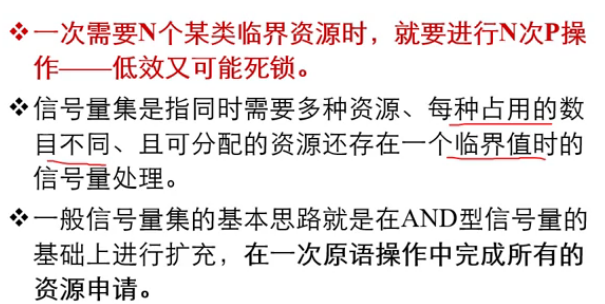 ❖一次需要N个某类临界资源时，就要进行N次P操
作——低效又可能死锁。
❖信号量集是指同时需要多种资源、每种占用的数
目不同、且可分配的资源还存在一个临界值时的
信号量处理。
❖一般信号量集的基本思路就是在AND型信号量的
基础上进行扩充，在一次原语操作中完成所有的
资源申请。